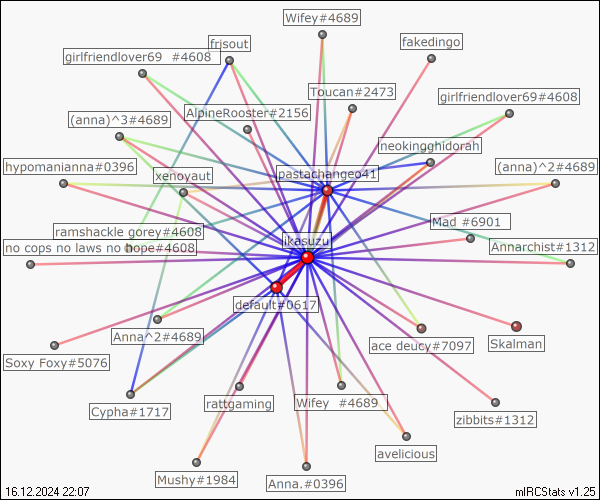 Wifey#4689
frisout
fakedingo
girlfriendlover69 #4608
Toucan#2473
girlfriendlover69#4608
AlpineRooster#2156
(anna)^3#4689
neokingghidorah
hypomanianna#0396
xenoyaut
pastachangeo41
(anna)^2#4689
ramshackle gorey#4608
ikasuzu
Mad #6901
no cops no laws no hope#4608
Annarchist#1312
default#0617
Anna^2#4689
ace deucy#7097
Skalman
Soxy Foxy#5076
Cypha#1717
rattgaming
Wifey #4689
zibbits#1312
avelicious
Mushy#1984
Anna.#0396
16.12.2024 22:07
mIRCStats v1.25